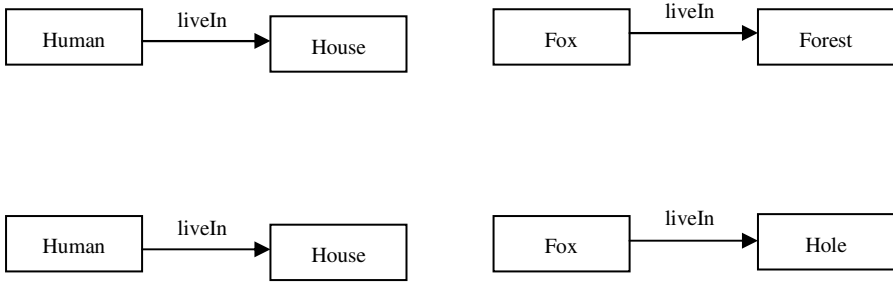 Human
liveIn
House
Fox
liveIn
Forest
Human
liveIn
House
Fox
liveIn
Hole